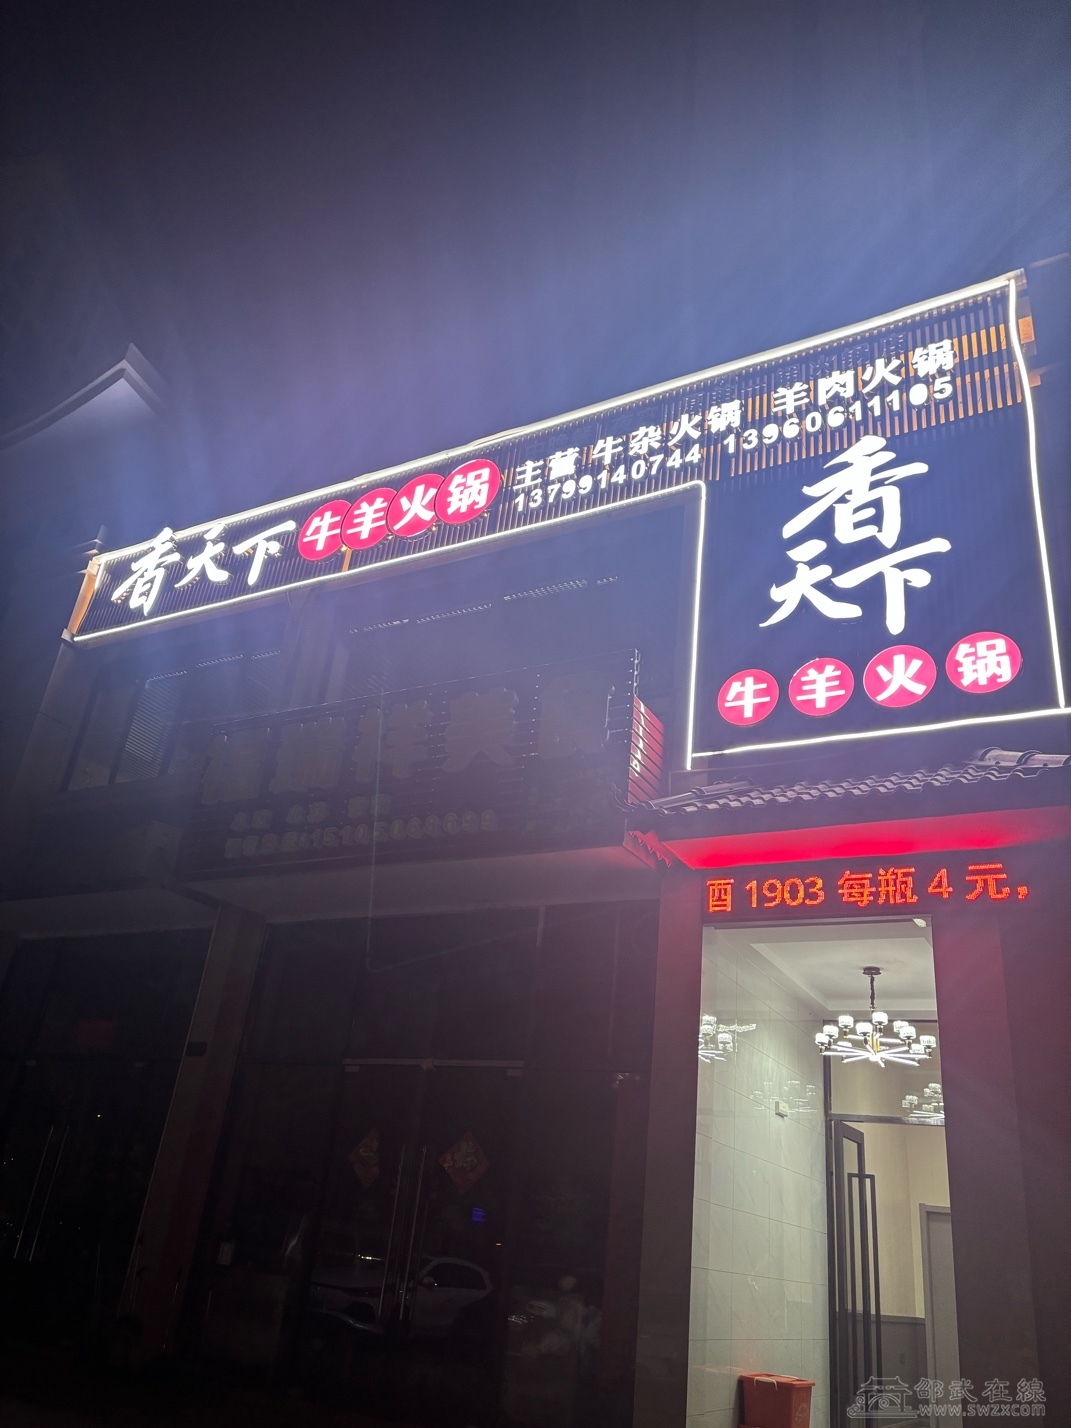 香天下 牛羊火锅
主营 牛杂火锅 羊肉火锅
13799140744 13960611105
香
天下
牛羊火锅
酉 1903 每瓶 4 元,
邵武在線
www.swzx.com